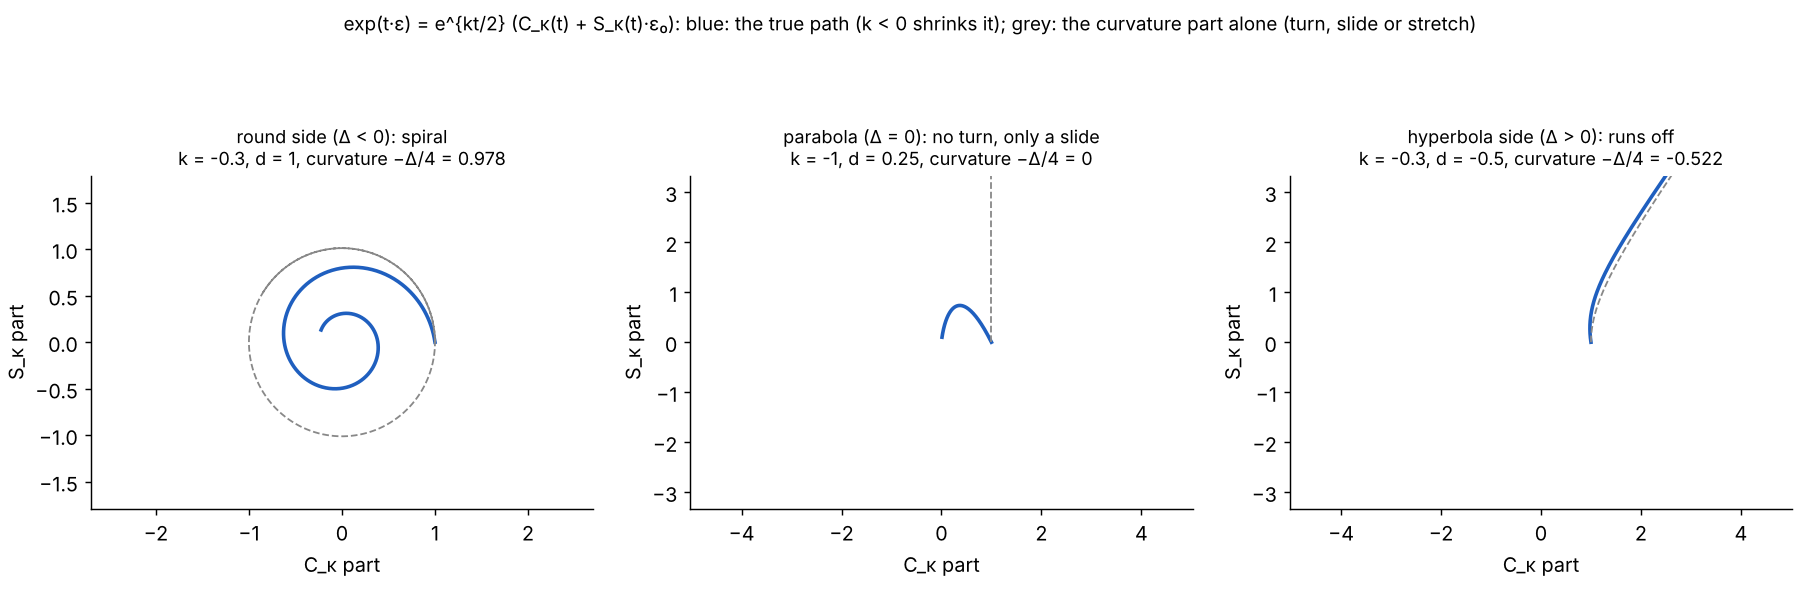 exp(t·ε) = e^{kt/2} (C_κ(t) + S_κ(t)·ε₀): blue: the true path (k < 0 shrinks it); grey: the curvature part alone (turn, slide or stretch)
round side (Δ < 0): spiral
k = -0.3, d = 1, curvature −Δ/4 = 0.978
1.5
1.0
0.5
0.0
−0.5
−1.0
−1.5
S_κ part
−2
−1
0
1
2
C_κ part
parabola (Δ = 0): no turn, only a slide
k = -1, d = 0.25, curvature −Δ/4 = 0
3
2
1
0
−1
−2
−3
S_κ part
−4
−2
0
2
4
C_κ part
hyperbola side (Δ > 0): runs off
k = -0.3, d = -0.5, curvature −Δ/4 = -0.522
3
2
1
0
−1
−2
−3
S_κ part
−4
−2
0
2
4
C_κ part